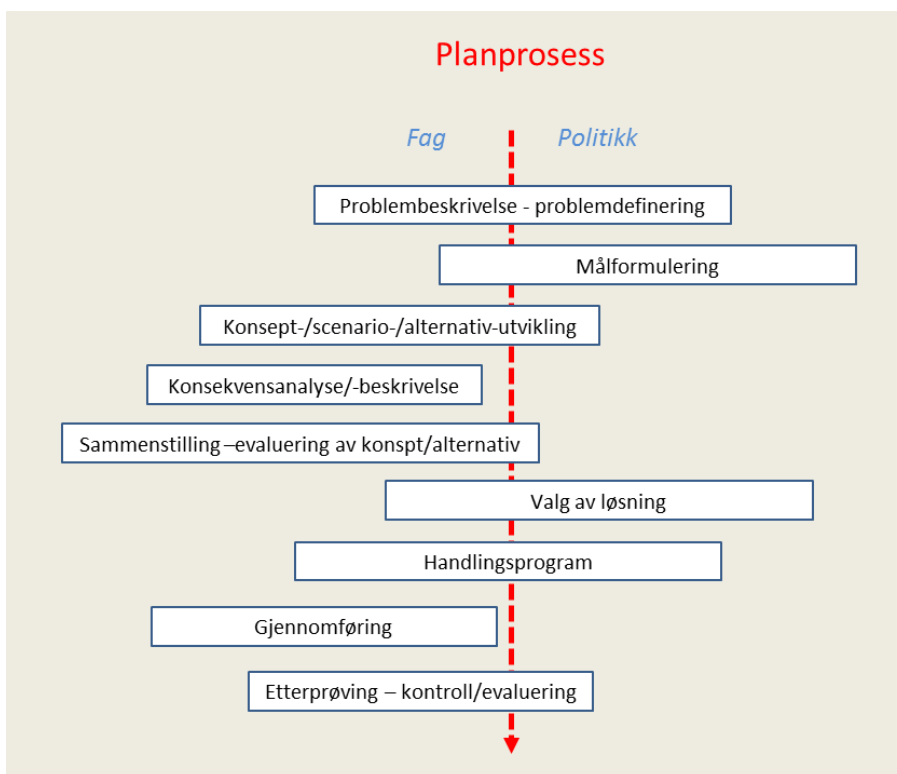 Planprosess
Fag Politikk
Problembeskrivelse - problemdefinering
Målformulering
Konsept-/scenario-/alternativ-utvikling
Konsekvensanalyse/-beskrivelse
Sammenstilling –evaluering av konspt/alternativ
Valg av løsning
Handlingsprogram
Gjennomføring
Etterprøving – kontroll/evaluering